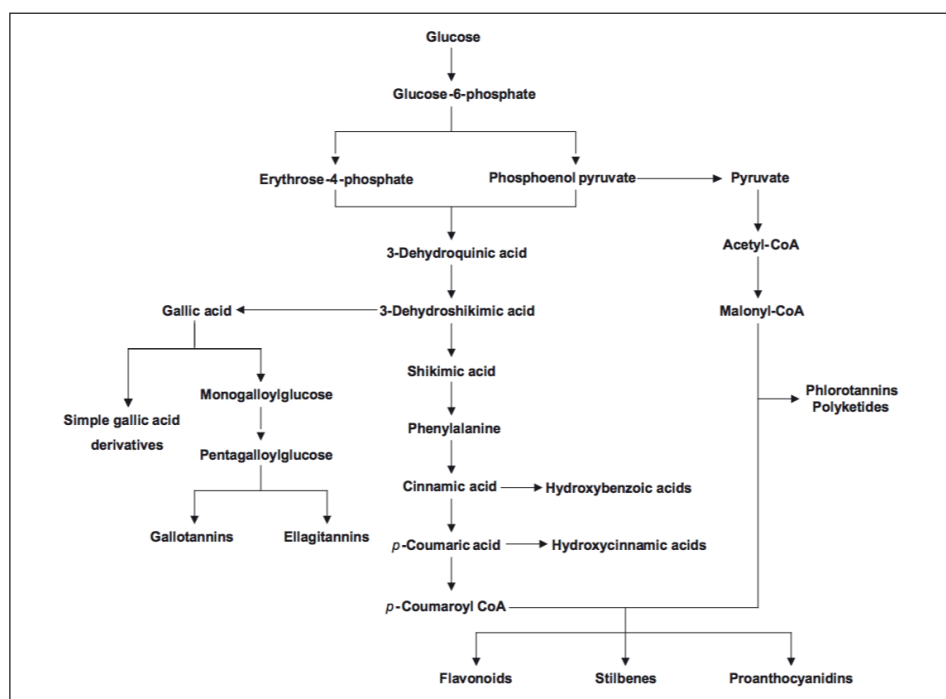 Glucose
Glucose-6-phosphate
Erythrose-4-phosphate
Phosphoenol pyruvate
Pyruvate
Acetyl-CoA
3-Dehydroquinic acid
Gallic acid
3-Dehydroshikimic acid
Malonyl-CoA
Shikimic acid
Monogalloylglucose
Phlorotannins
Polyketides
Simple gallic acid
derivatives
Phenylalanine
Pentagalloylglucose
Cinnamic acid
Hydroxybenzoic acids
Gallotannins
Ellagitannins
p-Coumaric acid
Hydroxycinnamic acids
p-Coumaroyl CoA
Flavonoids
Stilbenes
Proanthocyanidins